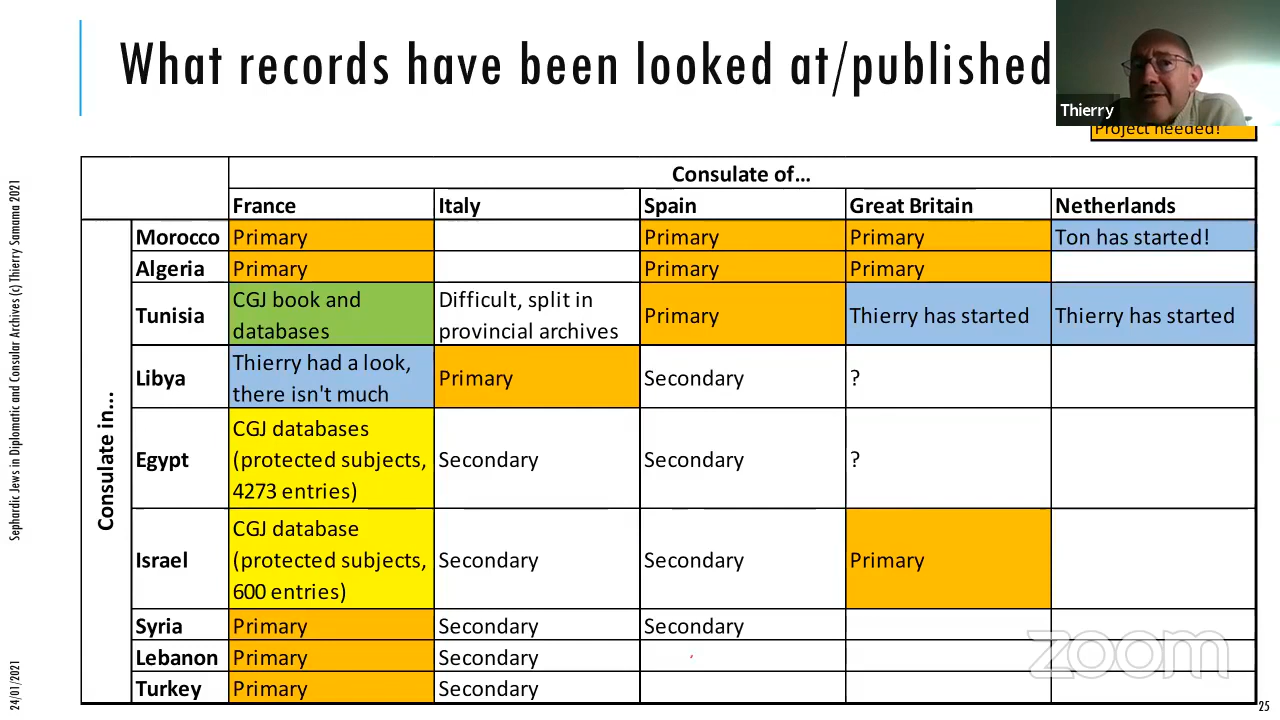 What records have been looked at/published
Thierry
Project needed!
Consulate of...
France Italy Spain Great Britain Netherlands
Consulate in...
Morocco Primary Primary Primary Ton has started!
Algeria Primary Primary Primary
Tunisia CGJ book and databases Difficult, split in provincial archives Primary Thierry has started Thierry has started
Libya Thierry had a look, there isn't much Primary Secondary ?
Egypt CGJ databases (protected subjects, 4273 entries) Secondary Secondary ?
Israel CGJ database (protected subjects, 600 entries) Secondary Secondary Primary
Syria Primary Secondary Secondary
Lebanon Primary Secondary
Turkey Primary Secondary
zoom
Sephardic Jews in Diplomatic and Consular Archives (c) Thierry Samama 2021
24/01/2021
25